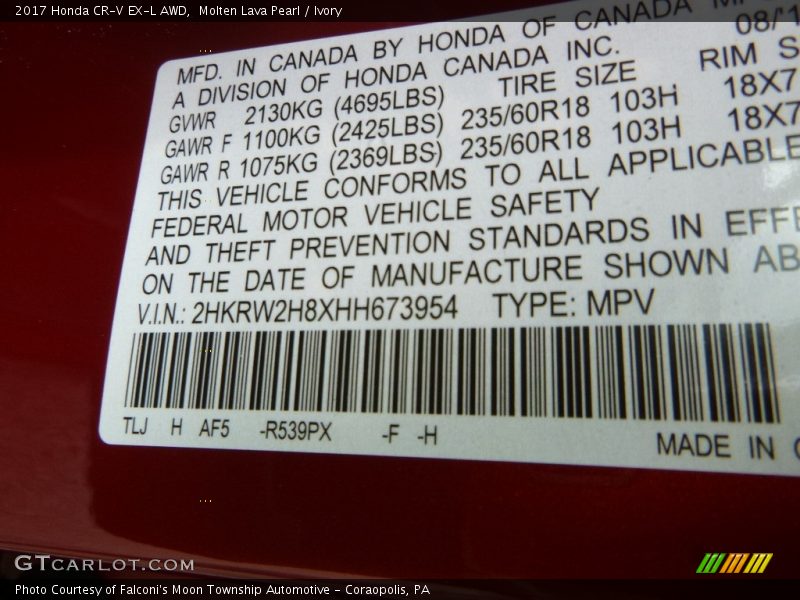 2017 Honda CR-V EX-L AWD, Molten Lava Pearl / Ivory
MFD. IN CANADA BY HONDA OF CANADA
A DIVISION OF HONDA CANADA INC. 08/1
GVWR 2130KG (4695LBS) TIRE SIZE RIM S
GAWR F 1100KG (2425LBS) 235/60R18 103H 18X7
GAWR R 1075KG (2369LBS) 235/60R18 103H 18X7
THIS VEHICLE CONFORMS TO ALL APPLICABLE
FEDERAL MOTOR VEHICLE SAFETY
AND THEFT PREVENTION STANDARDS IN EFFE
ON THE DATE OF MANUFACTURE SHOWN AB
V.I.N.: 2HKRW2H8XHH673954 TYPE: MPV
TLJ H AF5 -R539PX -F -H
MADE IN
GTCARLOT.COM
Photo Courtesy of Falconi's Moon Township Automotive - Coraopolis, PA